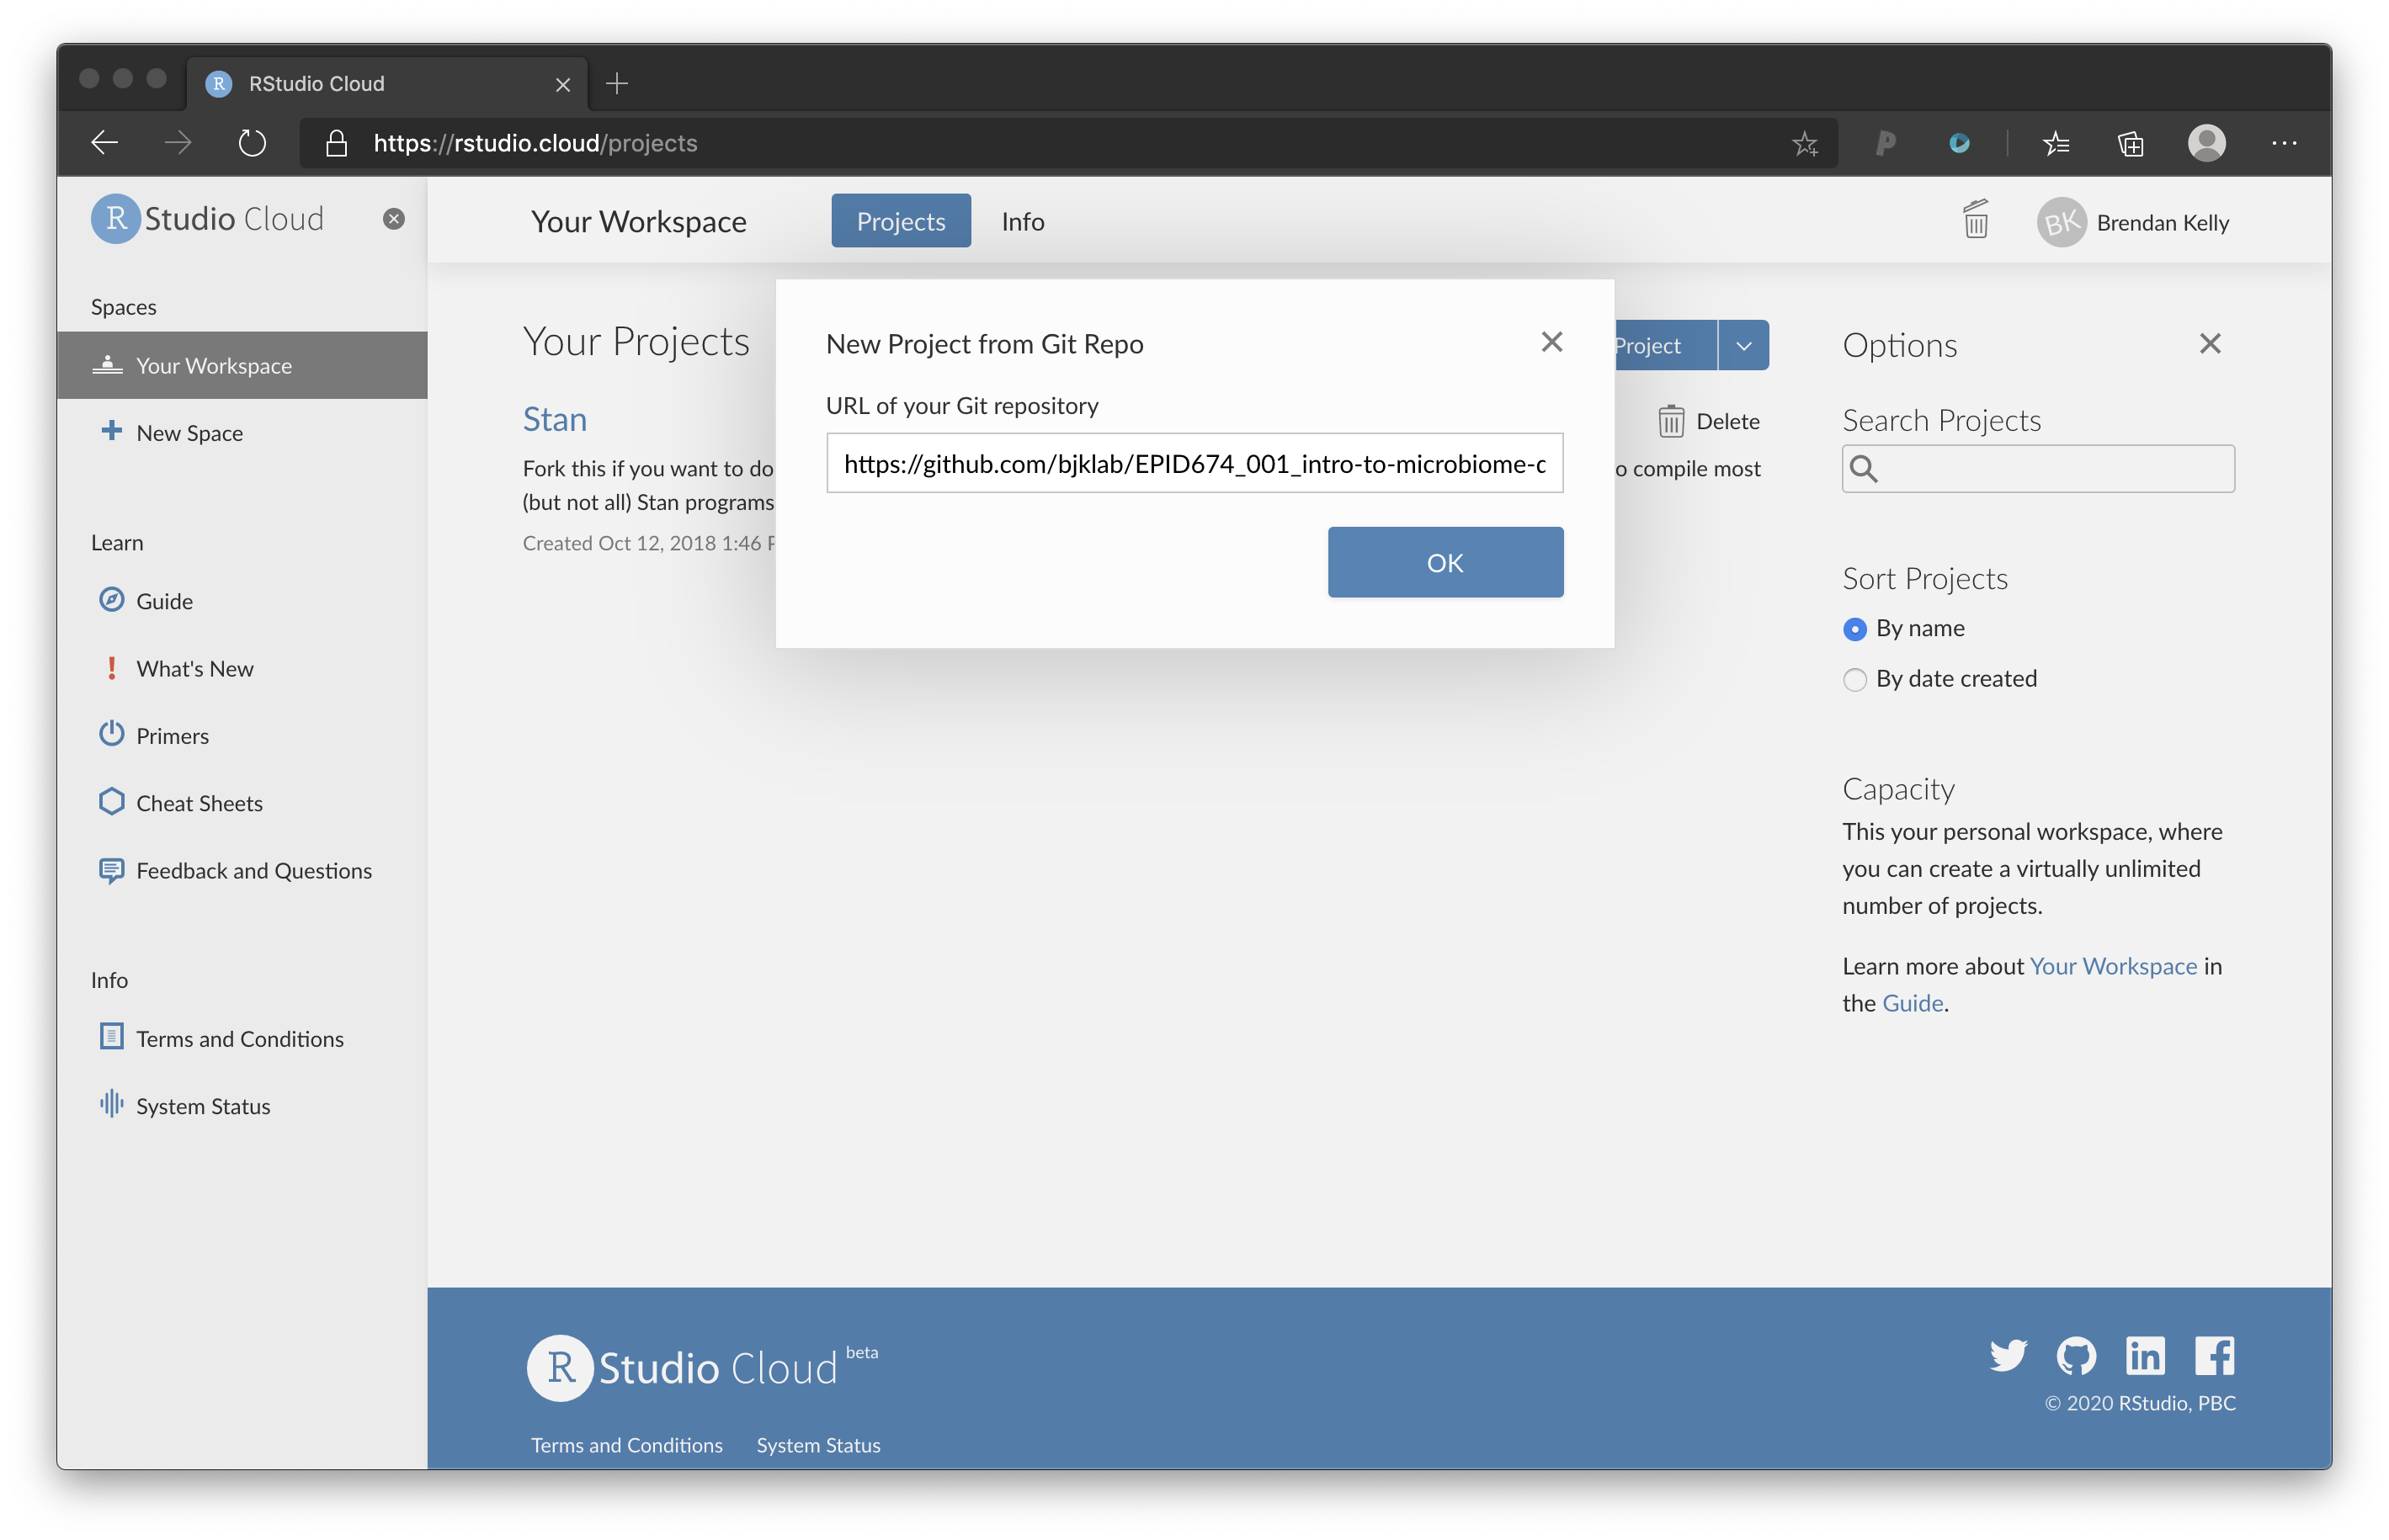 RStudio Cloud
https://rstudio.cloud/projects
R Studio Cloud
Your Workspace
Projects
Info
BK
Brendan Kelly
Spaces
Your Workspace
New Space
Learn
Guide
What's New
Primers
Cheat Sheets
Feedback and Questions
Info
Terms and Conditions
System Status
Your Projects
Project
Stan
Delete
Fork this if you want to do
o compile most
(but not all) Stan programs
Created Oct 12, 2018 1:46
New Project from Git Repo
URL of your Git repository
https://github.com/bjklab/EPID674_001_intro-to-microbiome-
OK
Options
Search Projects
Sort Projects
By name
By date created
Capacity
This your personal workspace, where
you can create a virtually unlimited
number of projects.
Learn more about Your Workspace in
the Guide.
R Studio Cloud beta
Terms and Conditions
System Status
© 2020 RStudio, PBC